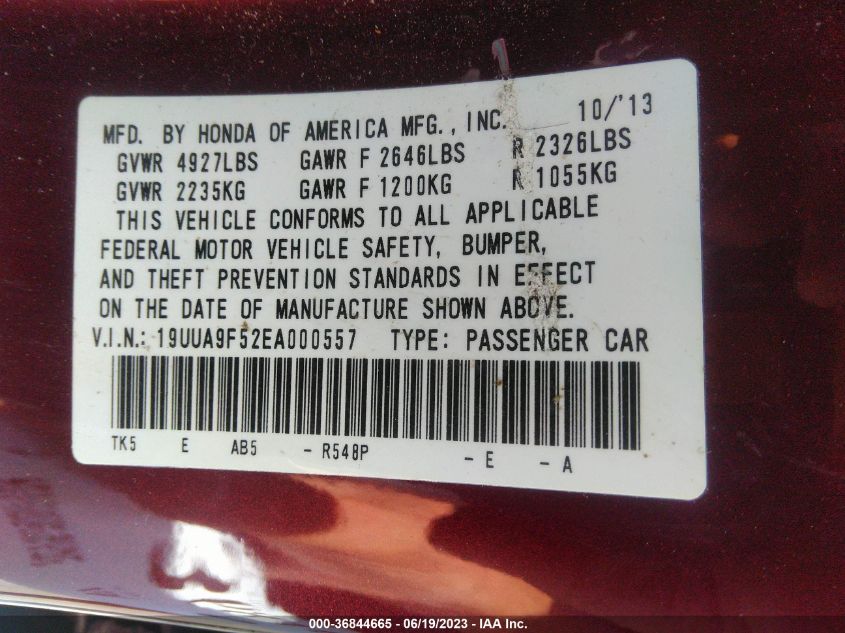 MFD. BY HONDA OF AMERICA MFG., INC. 10/'13
GVWR 4927LBS GAWR F 2646LBS R 2326LBS
GVWR 2235KG GAWR F 1200KG R 1055KG
THIS VEHICLE CONFORMS TO ALL APPLICABLE
FEDERAL MOTOR VEHICLE SAFETY, BUMPER,
AND THEFT PREVENTION STANDARDS IN EFFECT
ON THE DATE OF MANUFACTURE SHOWN ABOVE.
V.I.N.: 19UUA9F52EA000557 TYPE: PASSENGER CAR
TK5 E AB5 - R548P - E - A
000-36844665 - 06/19/2023 - IAA Inc.